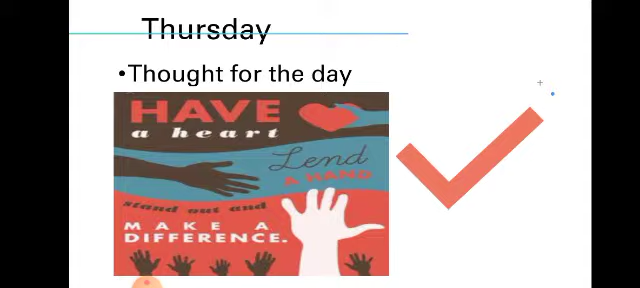 Thursday
•Thought for the day
HAVE
a heart
Lend
A HAND
stand out and
MAKE A
DIFFERENCE.